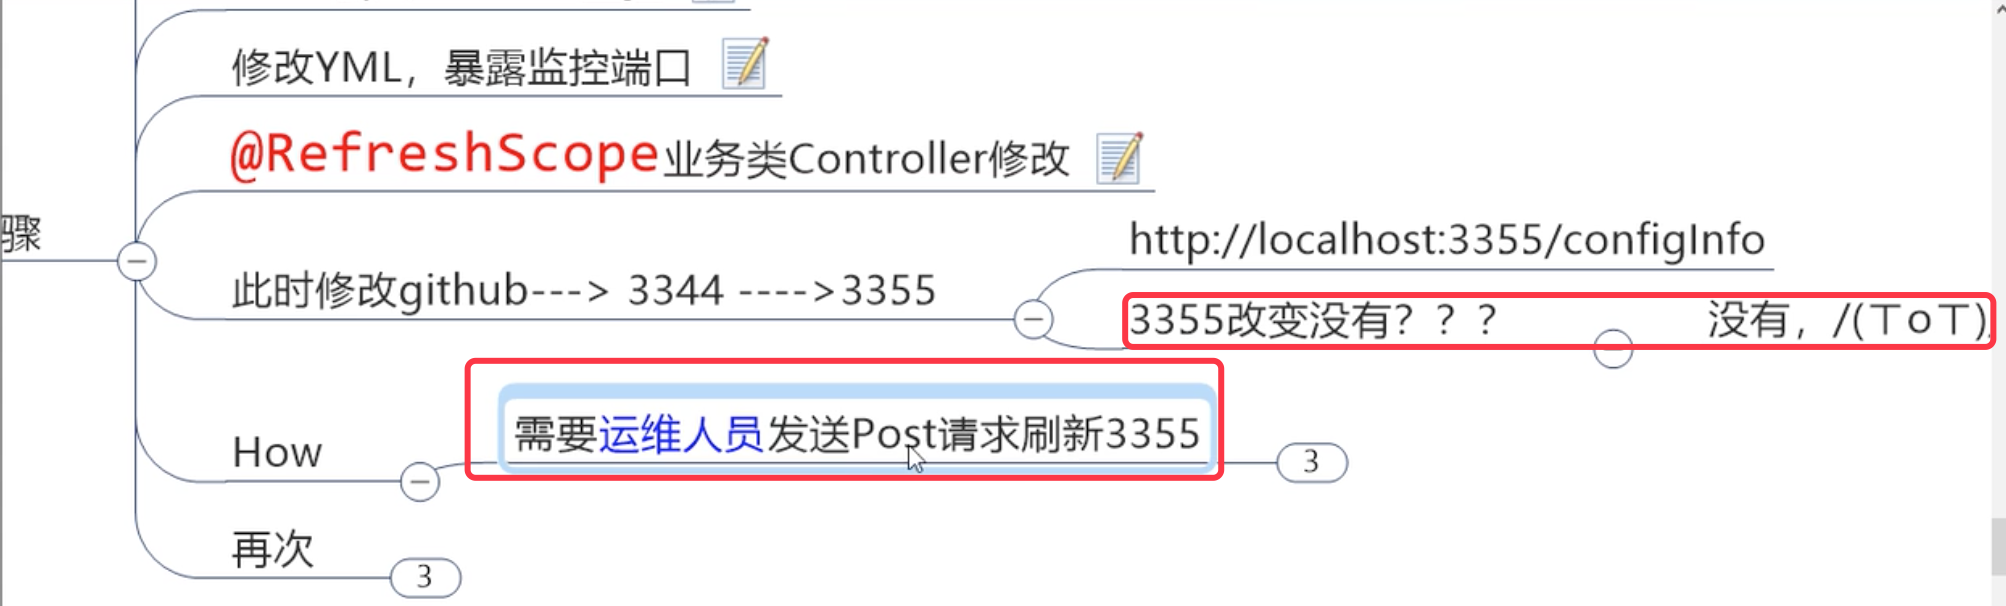 修改YML，暴露监控端口
@RefreshScope业务类Controller修改
骤
此时修改github---> 3344 ---->3355
http://localhost:3355/configInfo
3355改变没有？？？
没有，/(ㄒoㄒ)
How
需要运维人员发送Post请求刷新3355
3
再次
3